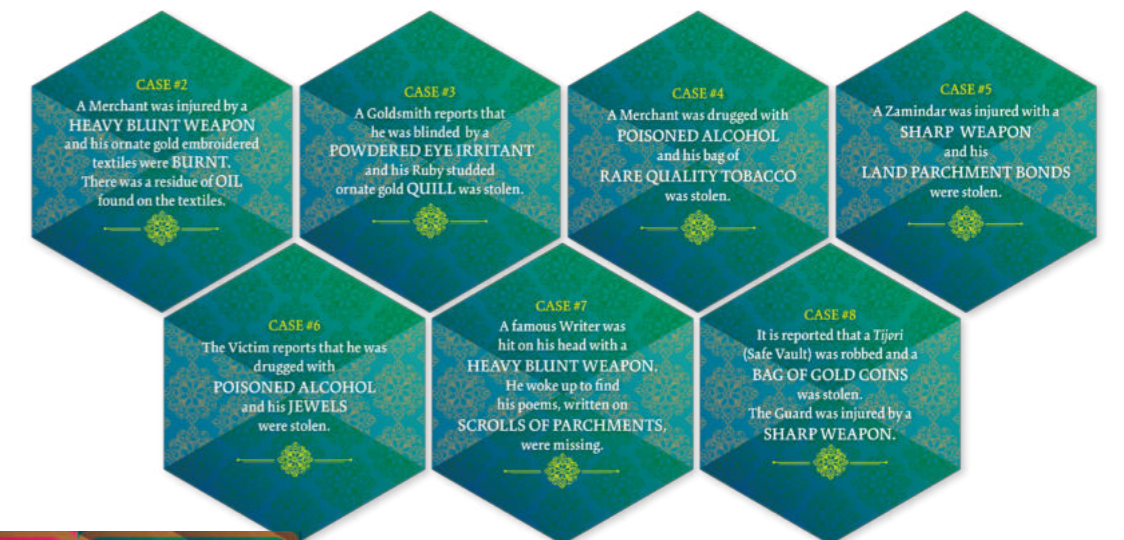 CASE #2
A Merchant was injured by a
HEAVY BLUNT WEAPON
and his ornate gold embroidered
textiles were BURNT.
There was a residue of OIL
found on the textiles.
CASE #3
A Goldsmith reports that
he was blinded by a
POWDERED EYE IRRITANT
and his Ruby studded
ornate gold QUILL was stolen.
CASE #4
A Merchant was drugged with
POISONED ALCOHOL
and his bag of
RARE QUALITY TOBACCO
was stolen.
CASE #5
A Zamindar was injured with a
SHARP WEAPON
and his
LAND PARCHMENT BONDS
were stolen.
CASE #6
The Victim reports that he was
drugged with
POISONED ALCOHOL
and his JEWELS
were stolen.
CASE #7
A famous Writer was
hit on his head with a
HEAVY BLUNT WEAPON.
He woke up to find
his poems, written on
SCROLLS OF PARCHMENTS,
were missing.
CASE #8
It is reported that a Tijori
(Safe Vault) was robbed and a
BAG OF GOLD COINS
was stolen.
The Guard was injured by a
SHARP WEAPON.